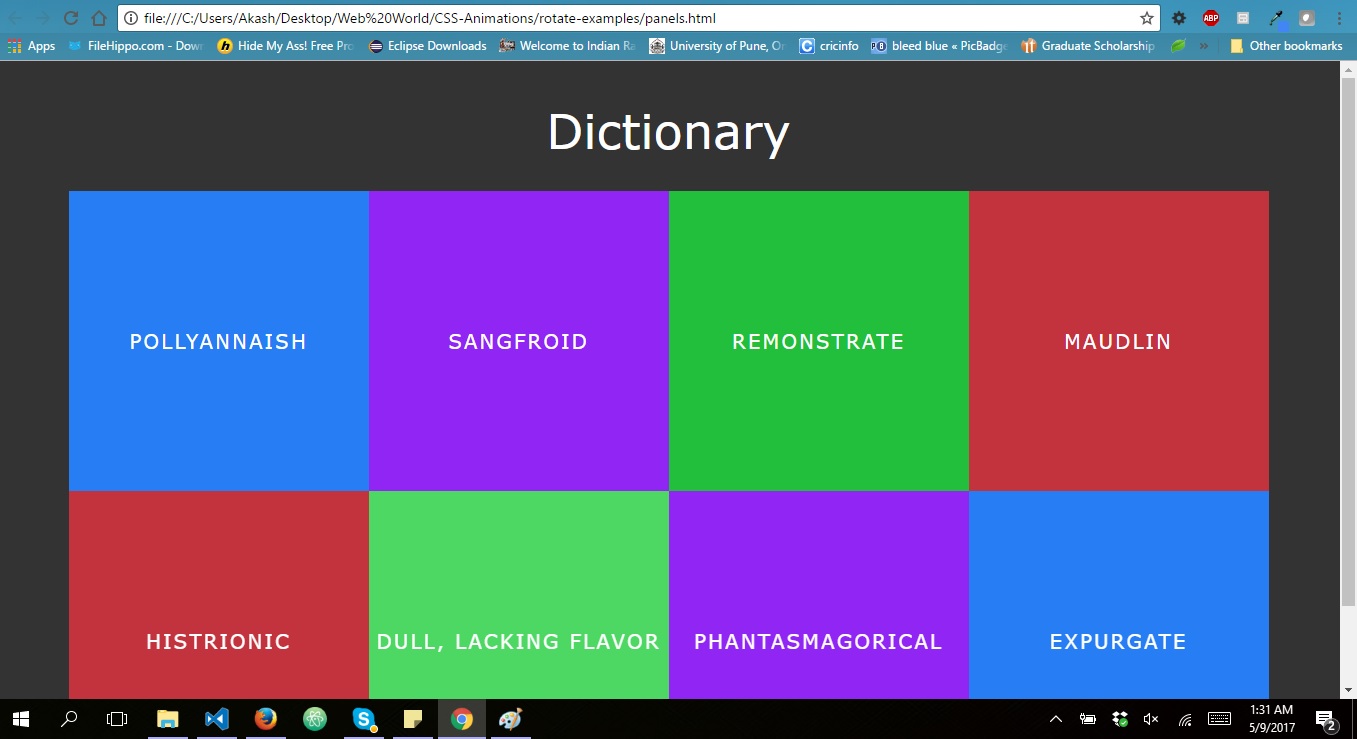 file:///C:/Users/Akash/Desktop/Web%20World/CSS-Animations/rotate-examples/panels.html
ABP
Apps
FileHippo.com - Dow
Hide My Ass! Free Pro
Eclipse Downloads
Welcome to Indian Ra
University of Pune, Or
cricinfo
bleed blue « PicBadge
Graduate Scholarship
»
Other bookmarks
Dictionary
POLLYANNAISH
SANGFROID
REMONSTRATE
MAUDLIN
HISTRIONIC
DULL, LACKING FLAVOR
PHANTASMAGORICAL
EXPURGATE
1:31 AM
5/9/2017
2